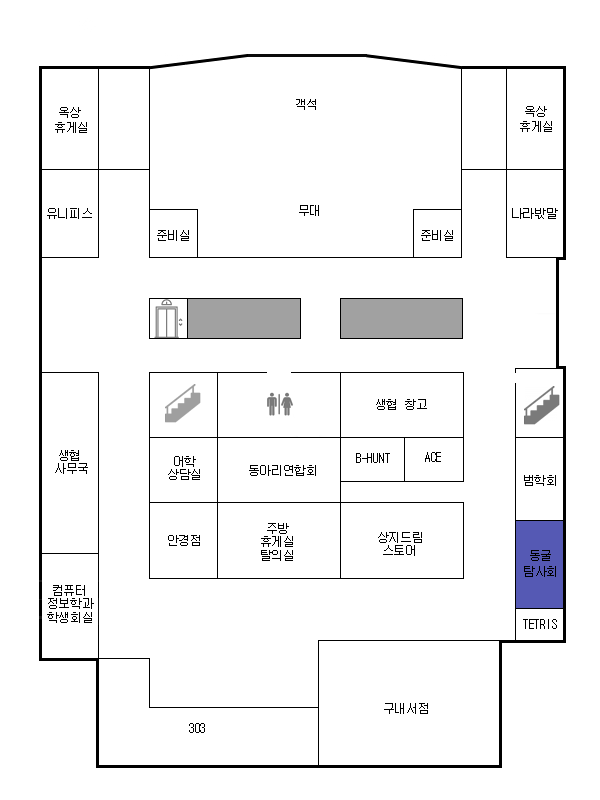 객석
옥상
휴게실
옥상
휴게실
유니피스
무대
나라밧말
준비실
준비실
생협 창고
생협
사무국
어학
상담실
동아리연합회
B-HUNT
ACE
범학회
안경점
주방
휴게실
탈의실
상지드림
스토어
동굴
탐사회
컴퓨터
정보학과
학생회실
TETRIS
구내서점
303